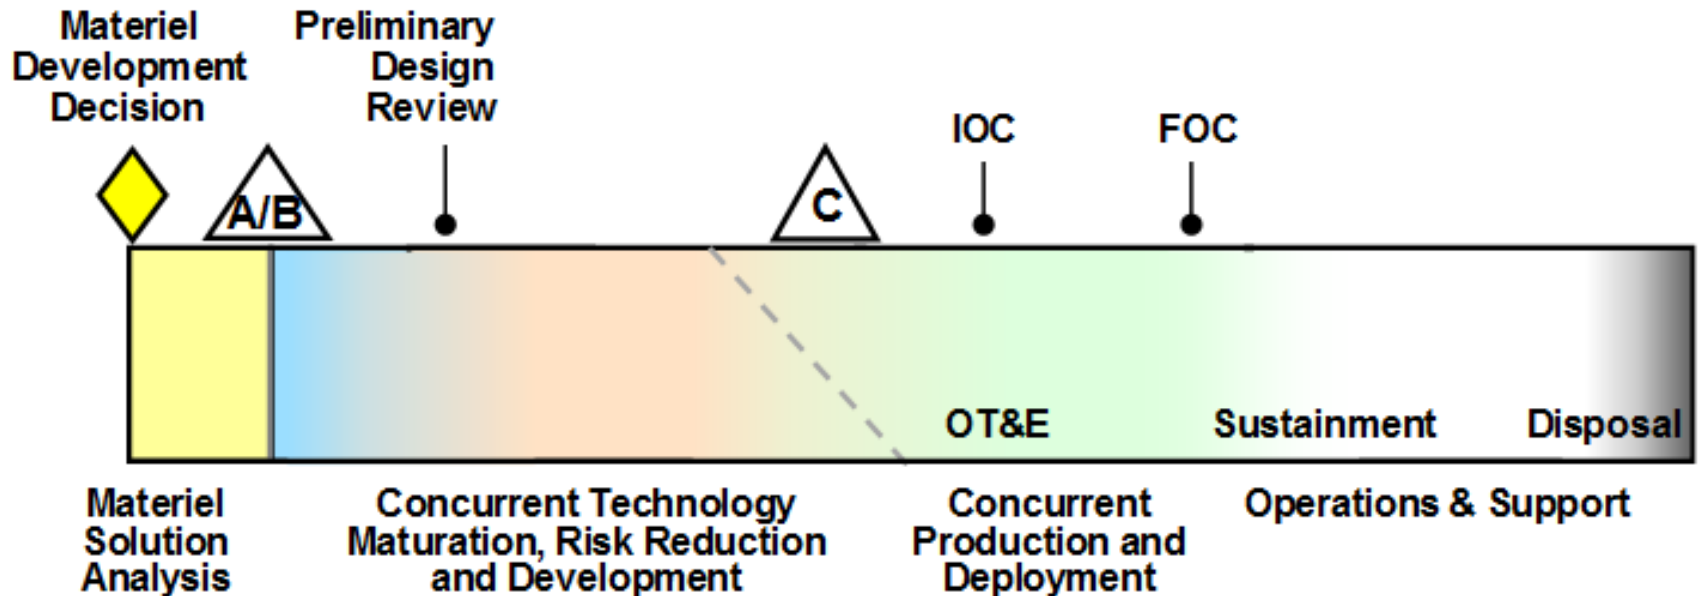 Materiel
Development
Decision
Preliminary
Design
Review
IOC
FOC
A/B
C
OT&E
Sustainment
Disposal
Materiel
Solution
Analysis
Concurrent Technology
Maturation, Risk Reduction
and Development
Concurrent
Production and
Deployment
Operations & Support